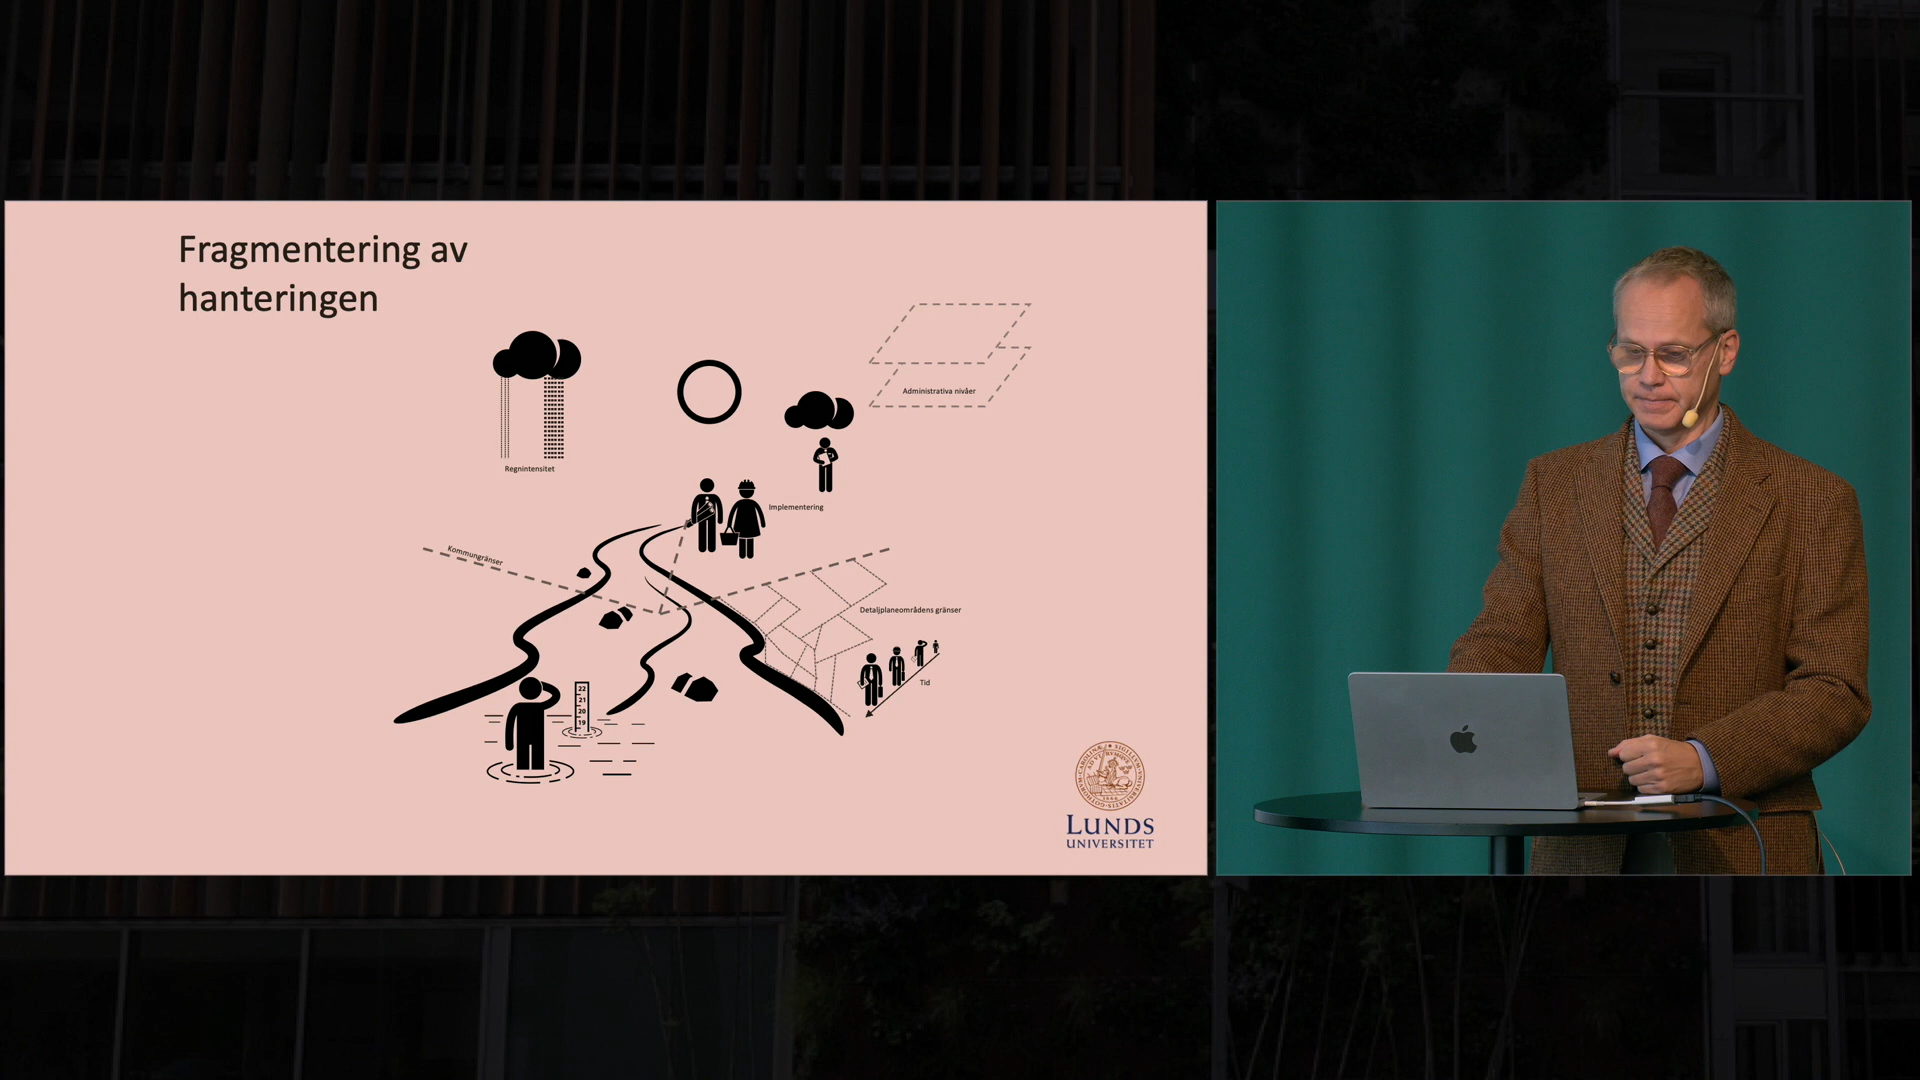 Fragmentering av
hanteringen
Administrativa nivåer
Regnintensitet
Implementering
Kommungränser
Detaljplaneområdens gränser
Tid
22
21
20
19
LUNDS
UNIVERSITET